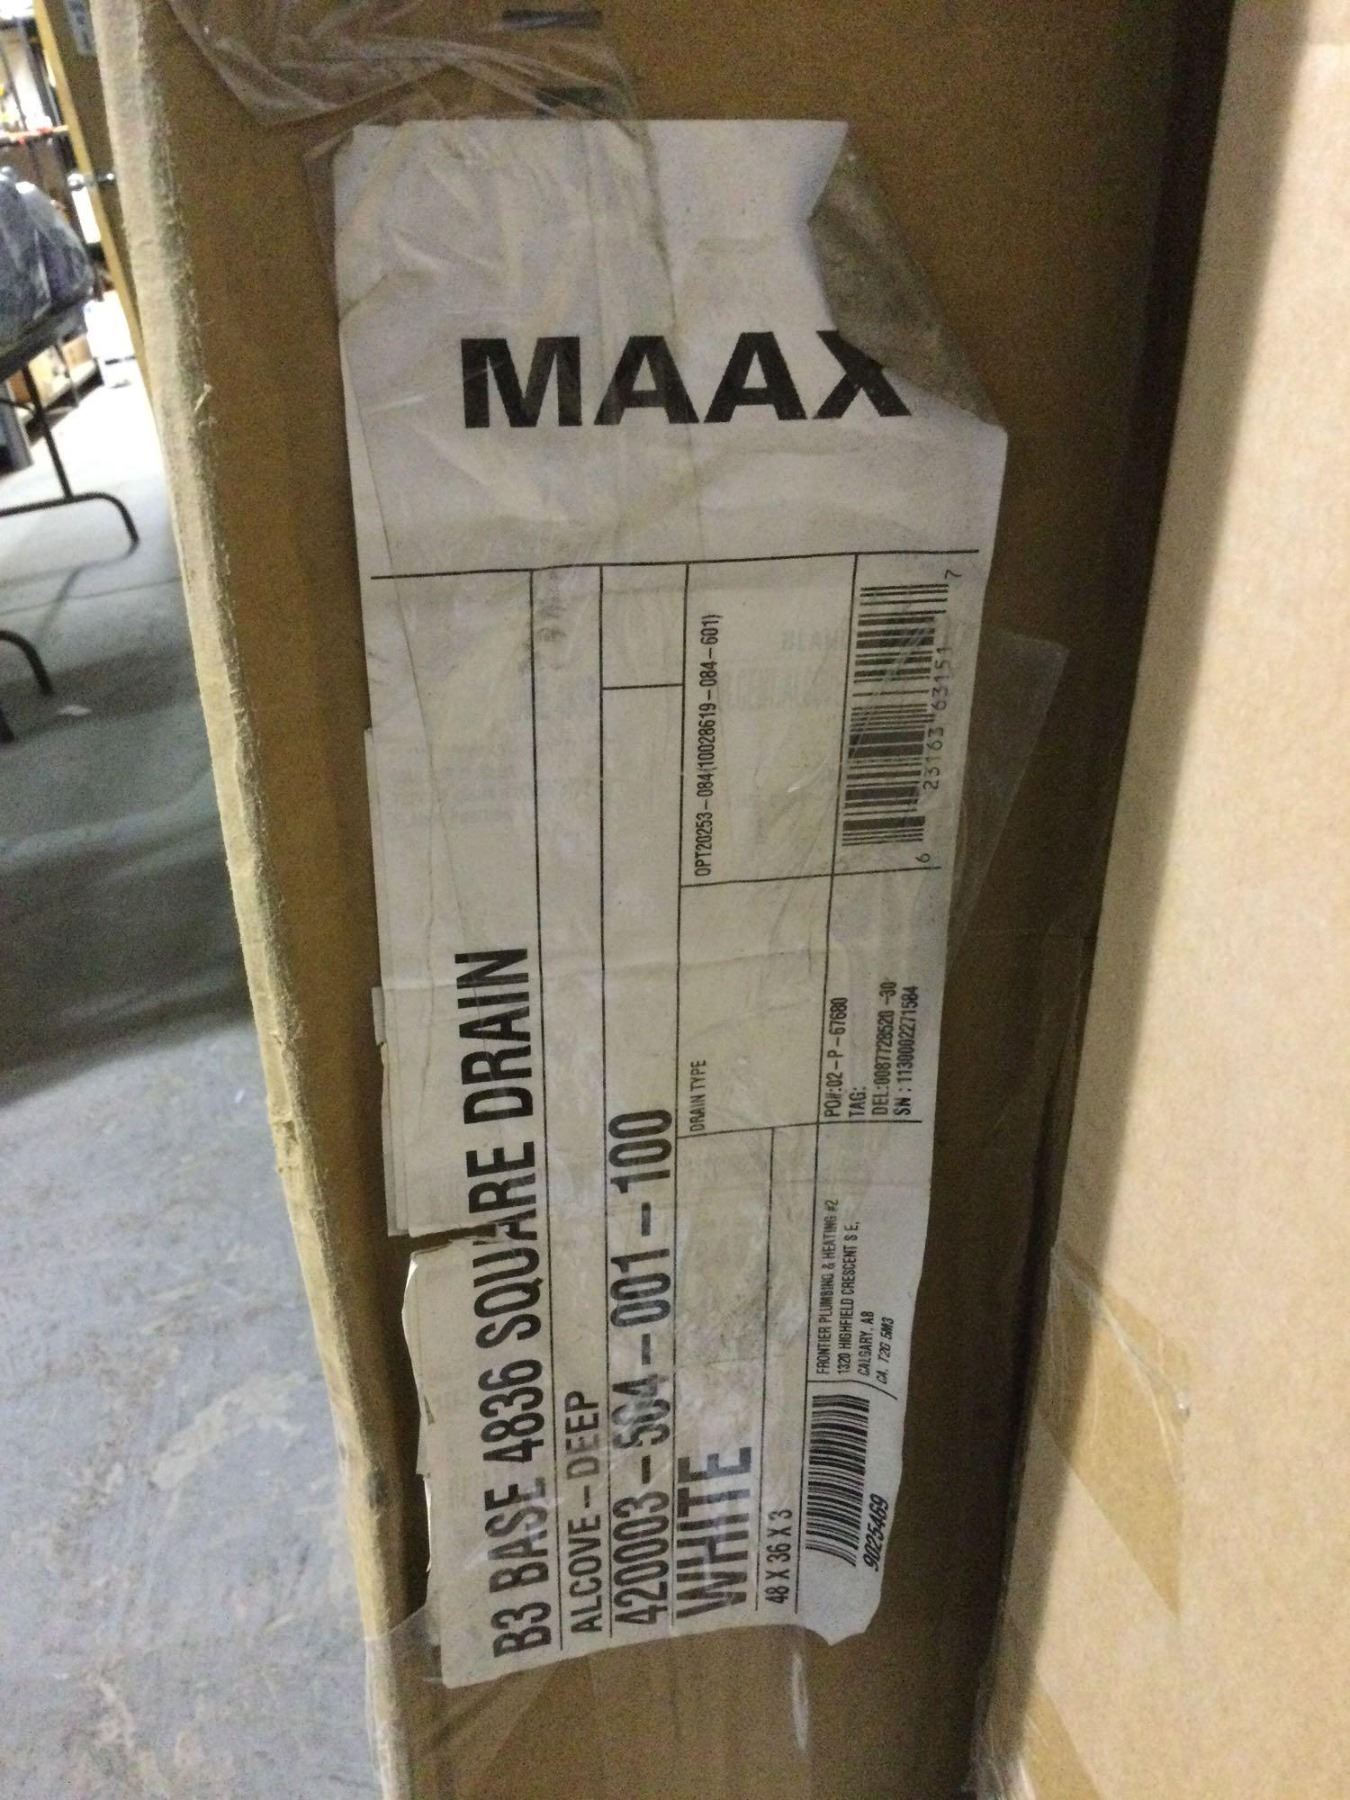 MAAX
B3 BASE 4836 SQUARE DRAIN
ALCOVE-DEEP
420003-504-001-100
WHITE
DRAIN TYPE
OPT20253-084(10028619-084-601)
48 X 36 X 3
9025469
FRONTIER PLUMBING & HEATING #2
1320 HIGHFIELD CRESCENT S E,
CALGARY, AB
CA, T2G 5M3
PO#:02-P-67680
TAG:
DEL:0087728520 -30
SN : 1130002271584
6 23163 63151 7